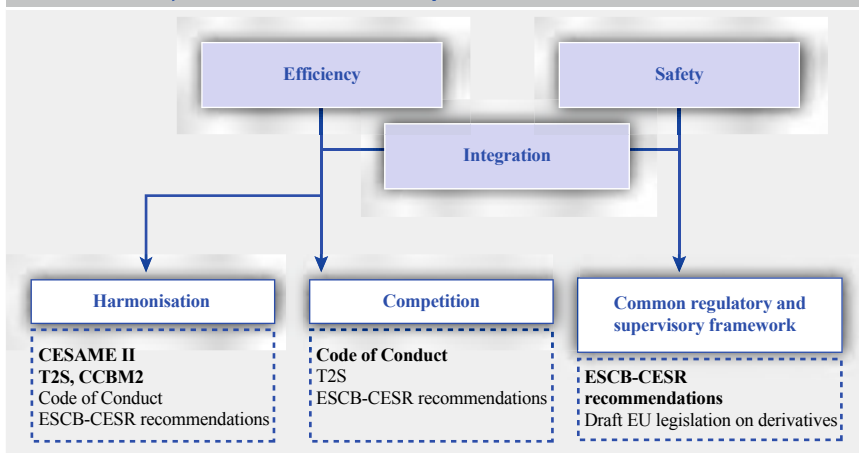 Efficiency
Safety
Integration
Harmonisation
Competition
Common regulatory and
supervisory framework
CESAME II
T2S, CCBM2
Code of Conduct
ESCB-CESR recommendations
Code of Conduct
T2S
ESCB-CESR recommendations
ESCB-CESR
recommendations
Draft EU legislation on derivatives